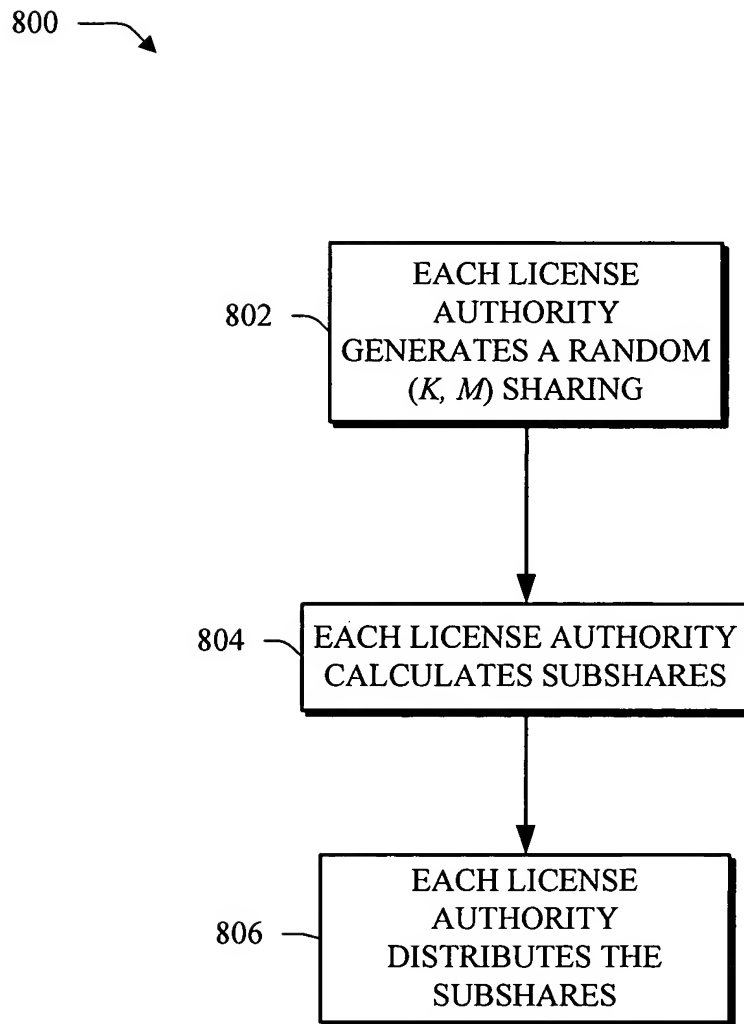 800
802
EACH LICENSE
AUTHORITY
GENERATES A RANDOM
(K, M) SHARING
804
EACH LICENSE AUTHORITY
CALCULATES SUBSHARES
806
EACH LICENSE
AUTHORITY
DISTRIBUTES THE
SUBSHARES